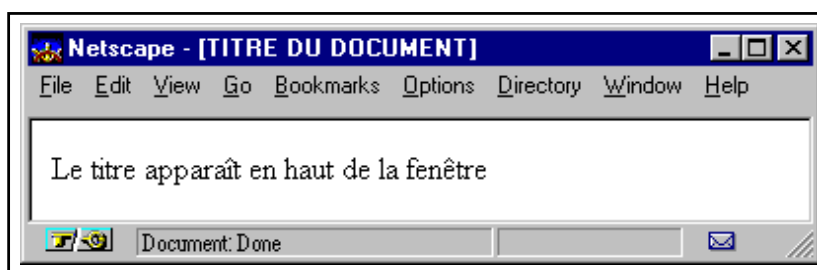 Netscape - [TITRE DU DOCUMENT]
File Edit View Go Bookmarks Options Directory Window Help
Le titre apparaît en haut de la fenêtre
Document: Done